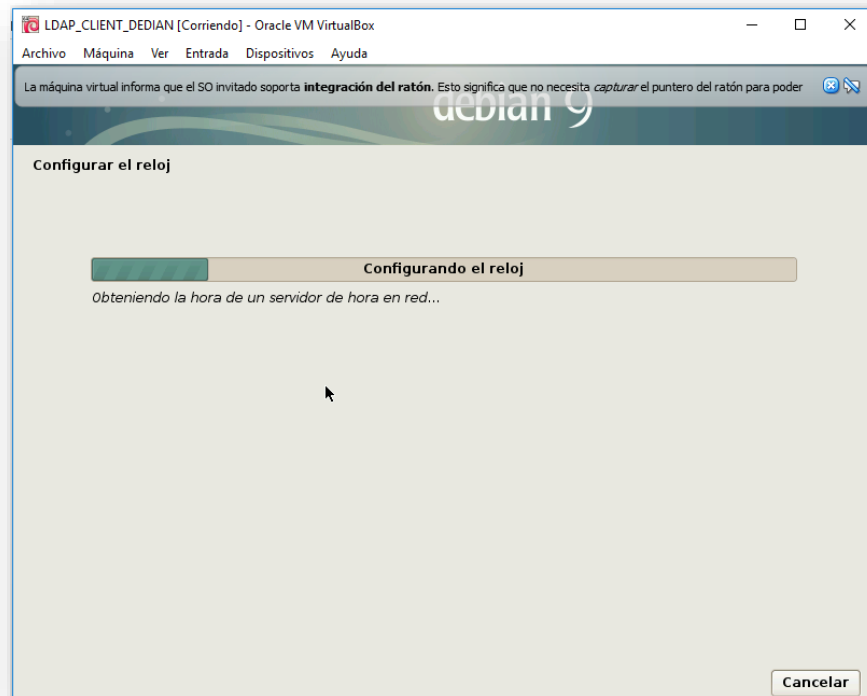 LDAP_CLIENT_DEDIAN [Corriendo] - Oracle VM VirtualBox
Archivo Máquina Ver Entrada Dispositivos Ayuda
La máquina virtual informa que el SO invitado soporta integración del ratón. Esto significa que no necesita capturar el puntero del ratón para poder
debian 9
Configurar el reloj
Configurando el reloj
Obteniendo la hora de un servidor de hora en red...
Cancelar